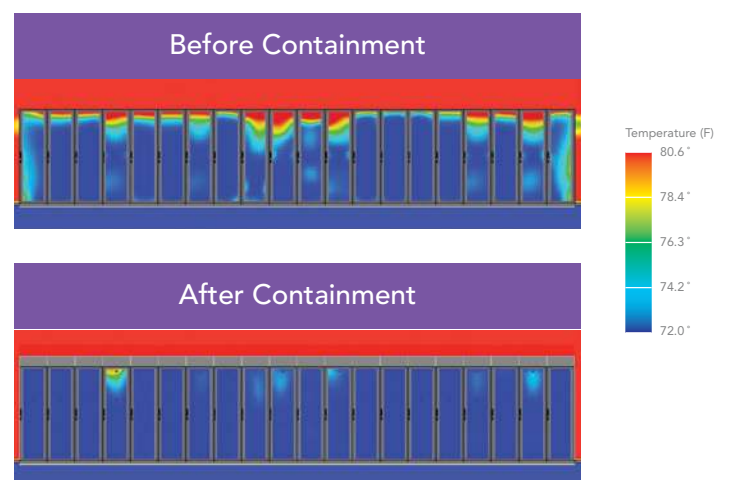 Before Containment
Temperature (F)
80.6˚
78.4˚
76.3˚
74.2˚
72.0˚
After Containment